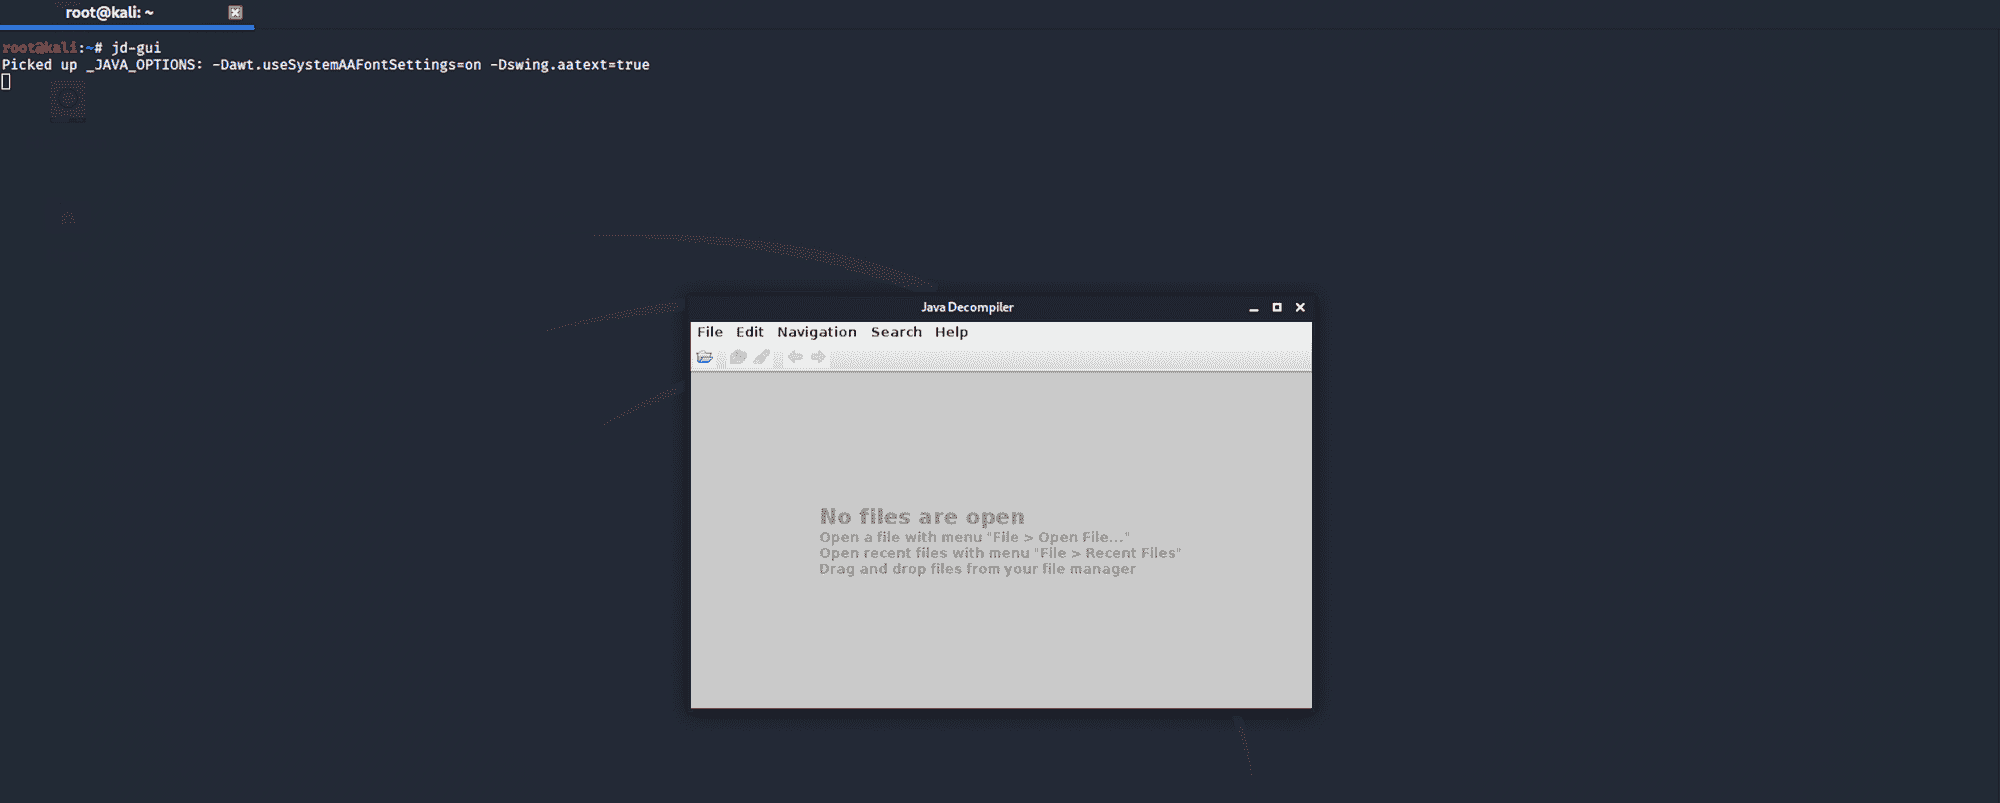 root@kali: ~
root@kali:~# jd-gui
Picked up _JAVA_OPTIONS: -Dawt.useSystemAAFontSettings=on -Dswing.aatext=true
Java Decompiler
File Edit Navigation Search Help
No files are open
Open a file with menu "File > Open File..."
Open recent files with menu "File > Recent Files"
Drag and drop files from your file manager